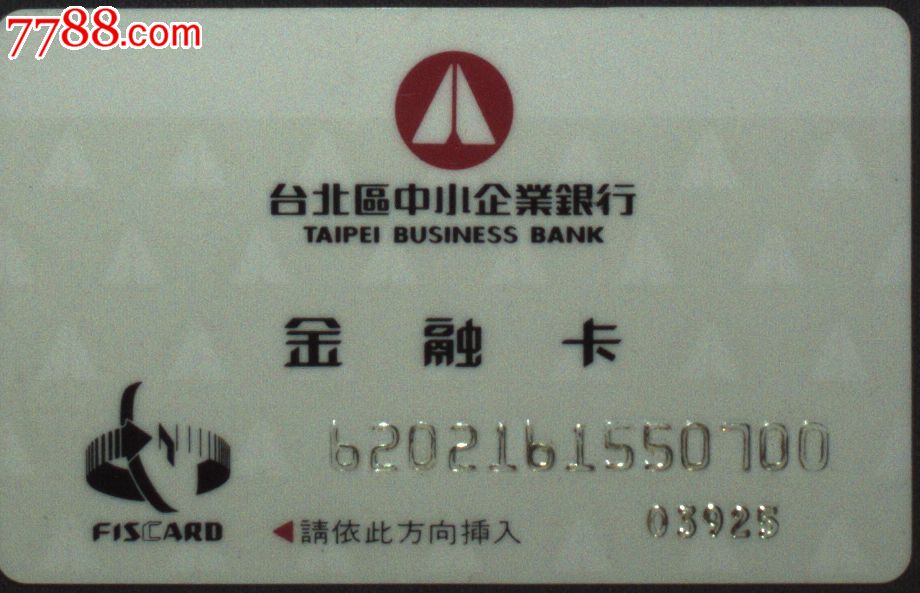 7788.com
台北區中小企業銀行
TAIPEI BUSINESS BANK
金融卡
62021615550700
FISCARD
請依此方向插入
03925